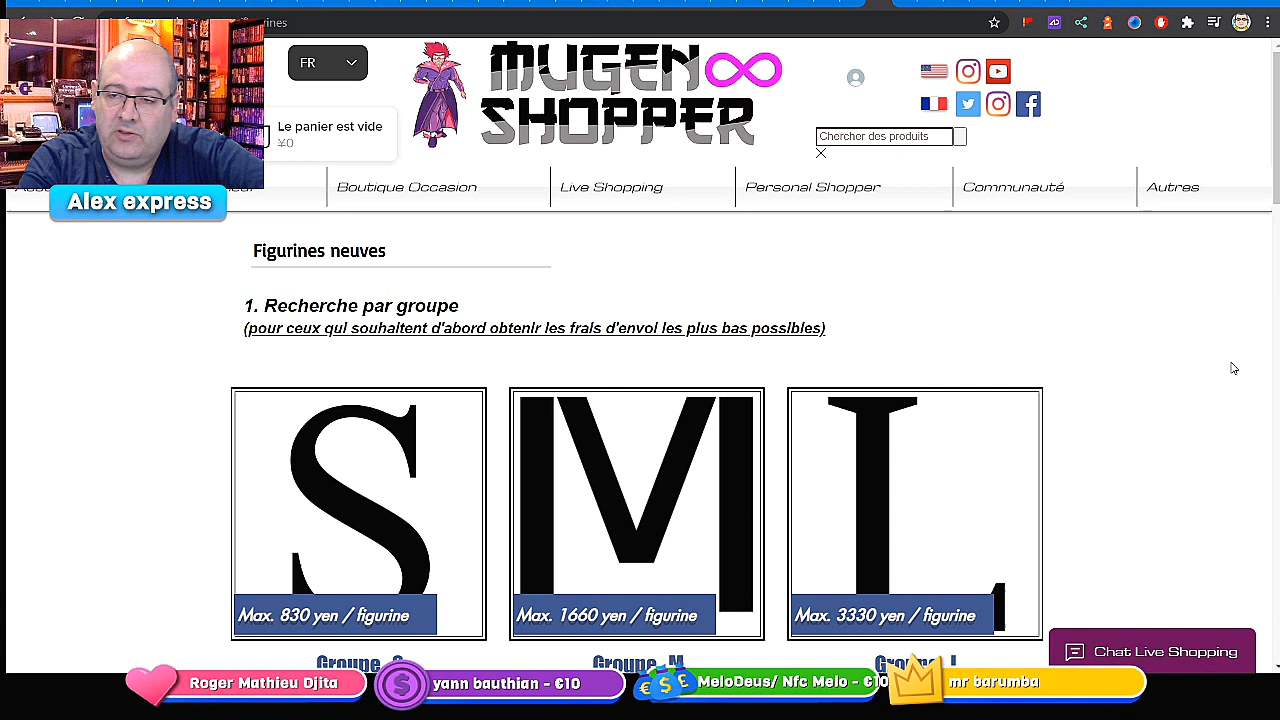 ines
FR
MUGEN
SHOPPER
Le panier est vide
¥0
Chercher des produits
Boutique Occasion
Live Shopping
Personal Shopper
Communauté
Autres
Alex express
Figurines neuves
1. Recherche par groupe
(pour ceux qui souhaitent d'abord obtenir les frais d'envoi les plus bas possibles)
S
M
L
Max. 830 yen / figurine
Max. 1660 yen / figurine
Max. 3330 yen / figurine
Chat Live Shopping
Roger Mathieu Djita
yann bauthian - €10
MeloDeus/ Nfc Melo - €10
mr barumba